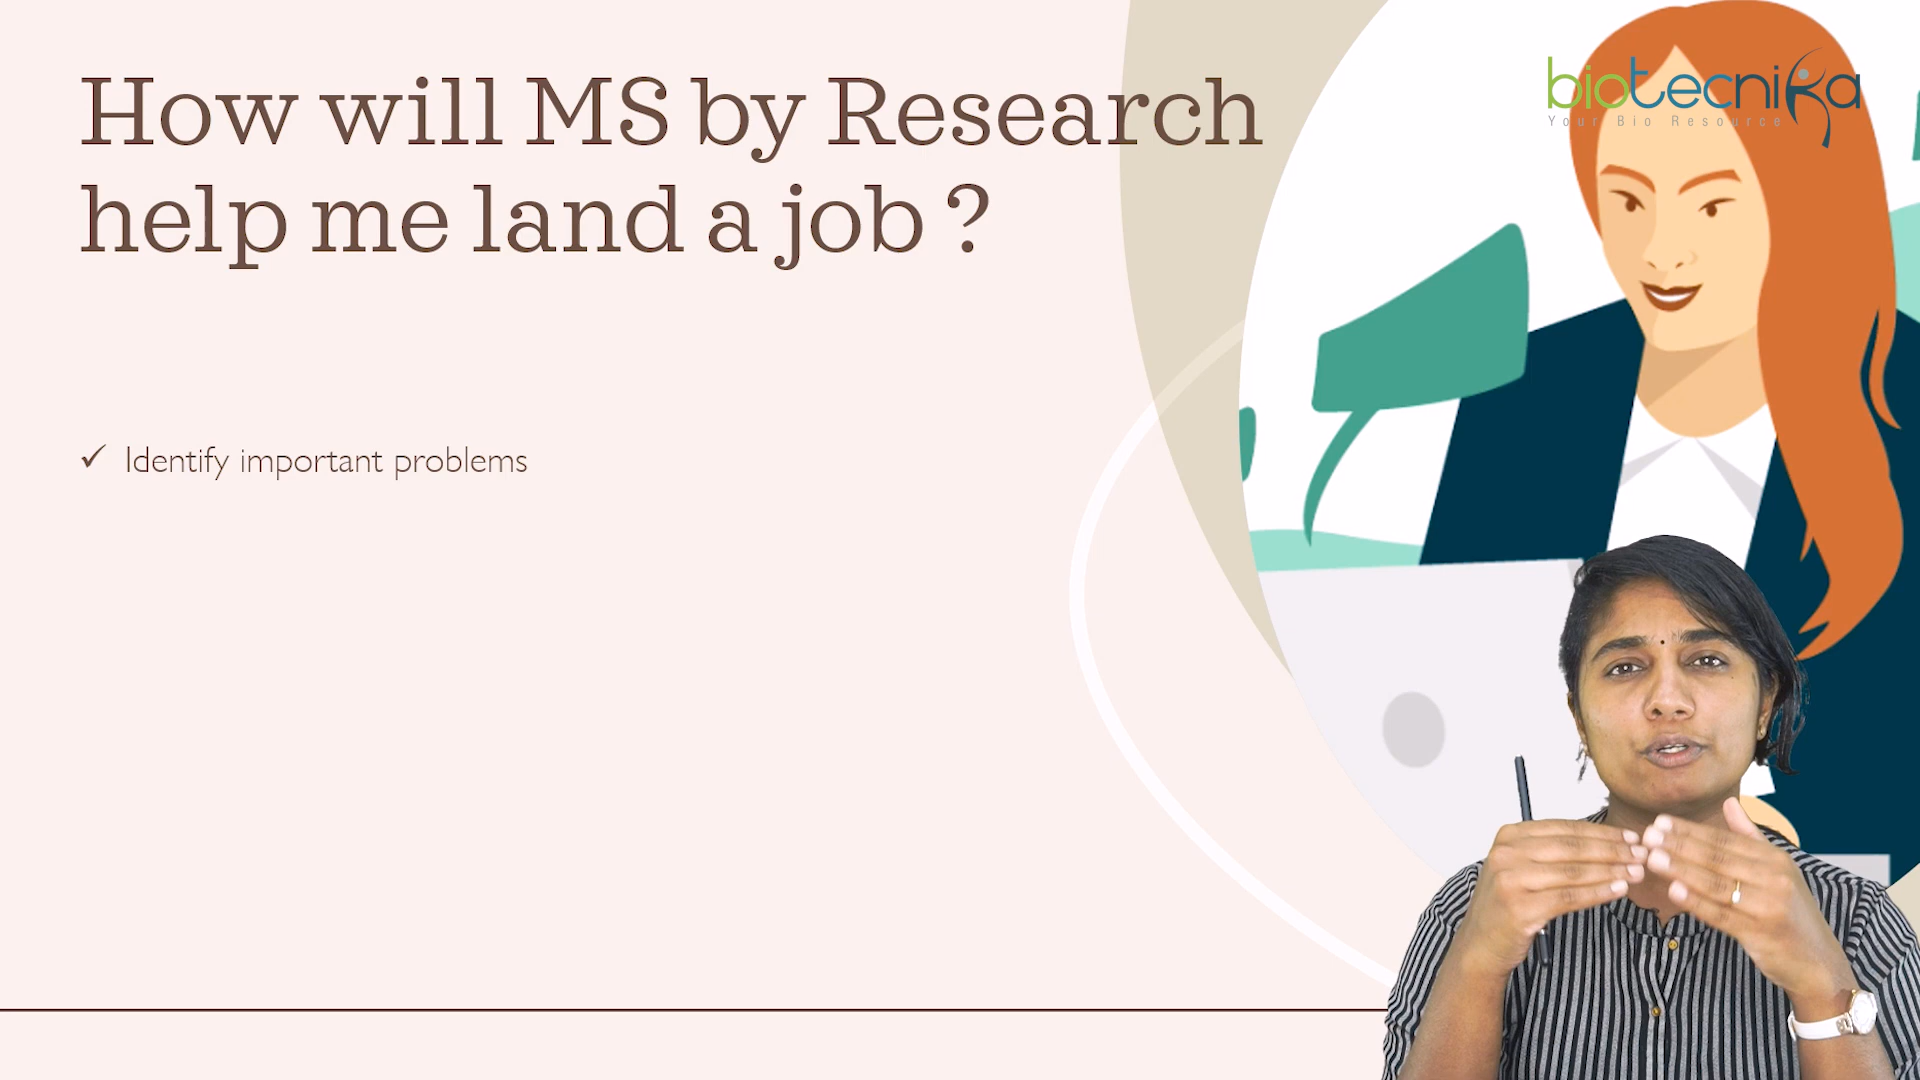 How will MS by Research
help me land a job ?
biotecnika
Your Bio Resource
✓ Identify important problems